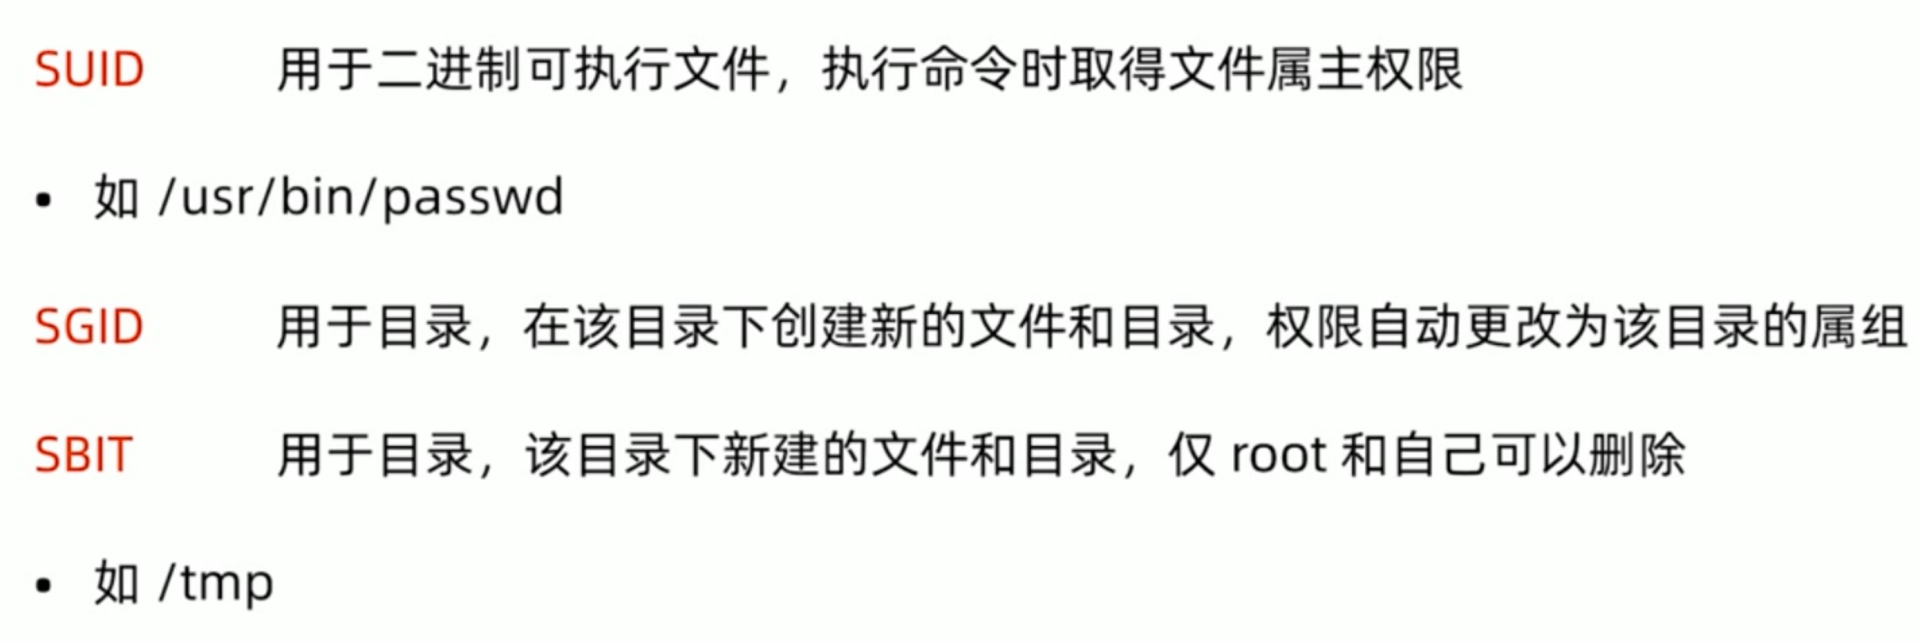 SUID 用于二进制可执行文件，执行命令时取得文件属主权限
• 如 /usr/bin/passwd
SGID 用于目录，在该目录下创建新的文件和目录，权限自动更改为该目录的属组
SBIT 用于目录，该目录下新建的文件和目录，仅 root 和自己可以删除
• 如 /tmp